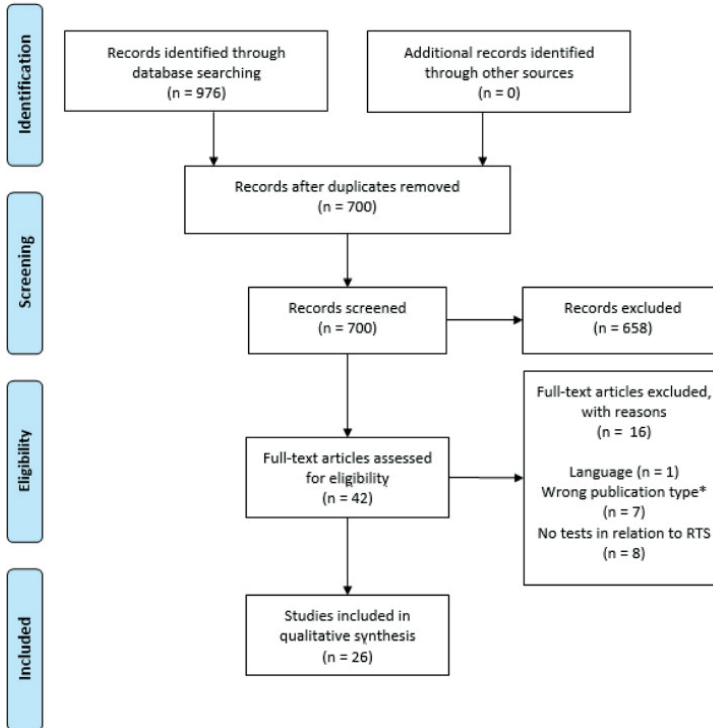 Identification
Records identified through
database searching
(n = 976)
Additional records identified
through other sources
(n = 0)
Records after duplicates removed
(n = 700)
Screening
Records screened
(n = 700)
Records excluded
(n = 658)
Eligibility
Full-text articles assessed
for eligibility
(n = 42)
Full-text articles excluded,
with reasons
(n = 16)
Language (n = 1)
Wrong publication type*
(n = 7)
No tests in relation to RTS
(n = 8)
Included
Studies included in
qualitative synthesis
(n = 26)